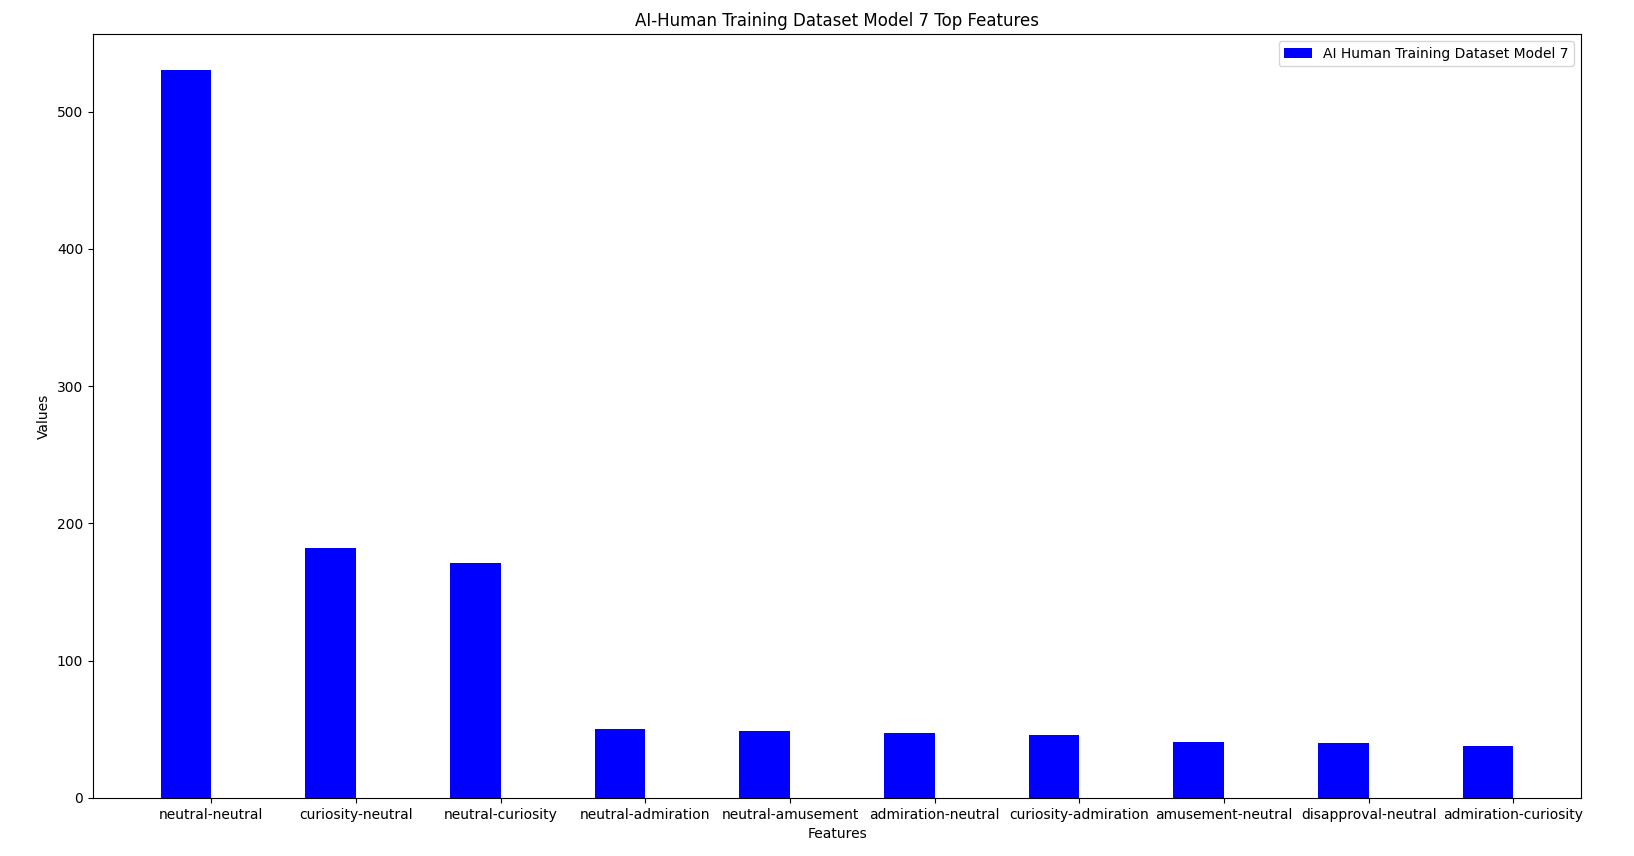 AI-Human Training Dataset Model 7 Top Features
AI Human Training Dataset Model 7
500
400
300
200
100
0
Values
neutral-neutral
curiosity-neutral
neutral-curiosity
neutral-admiration
neutral-amusement
admiration-neutral
curiosity-admiration
amusement-neutral
disapproval-neutral
admiration-curiosity
Features